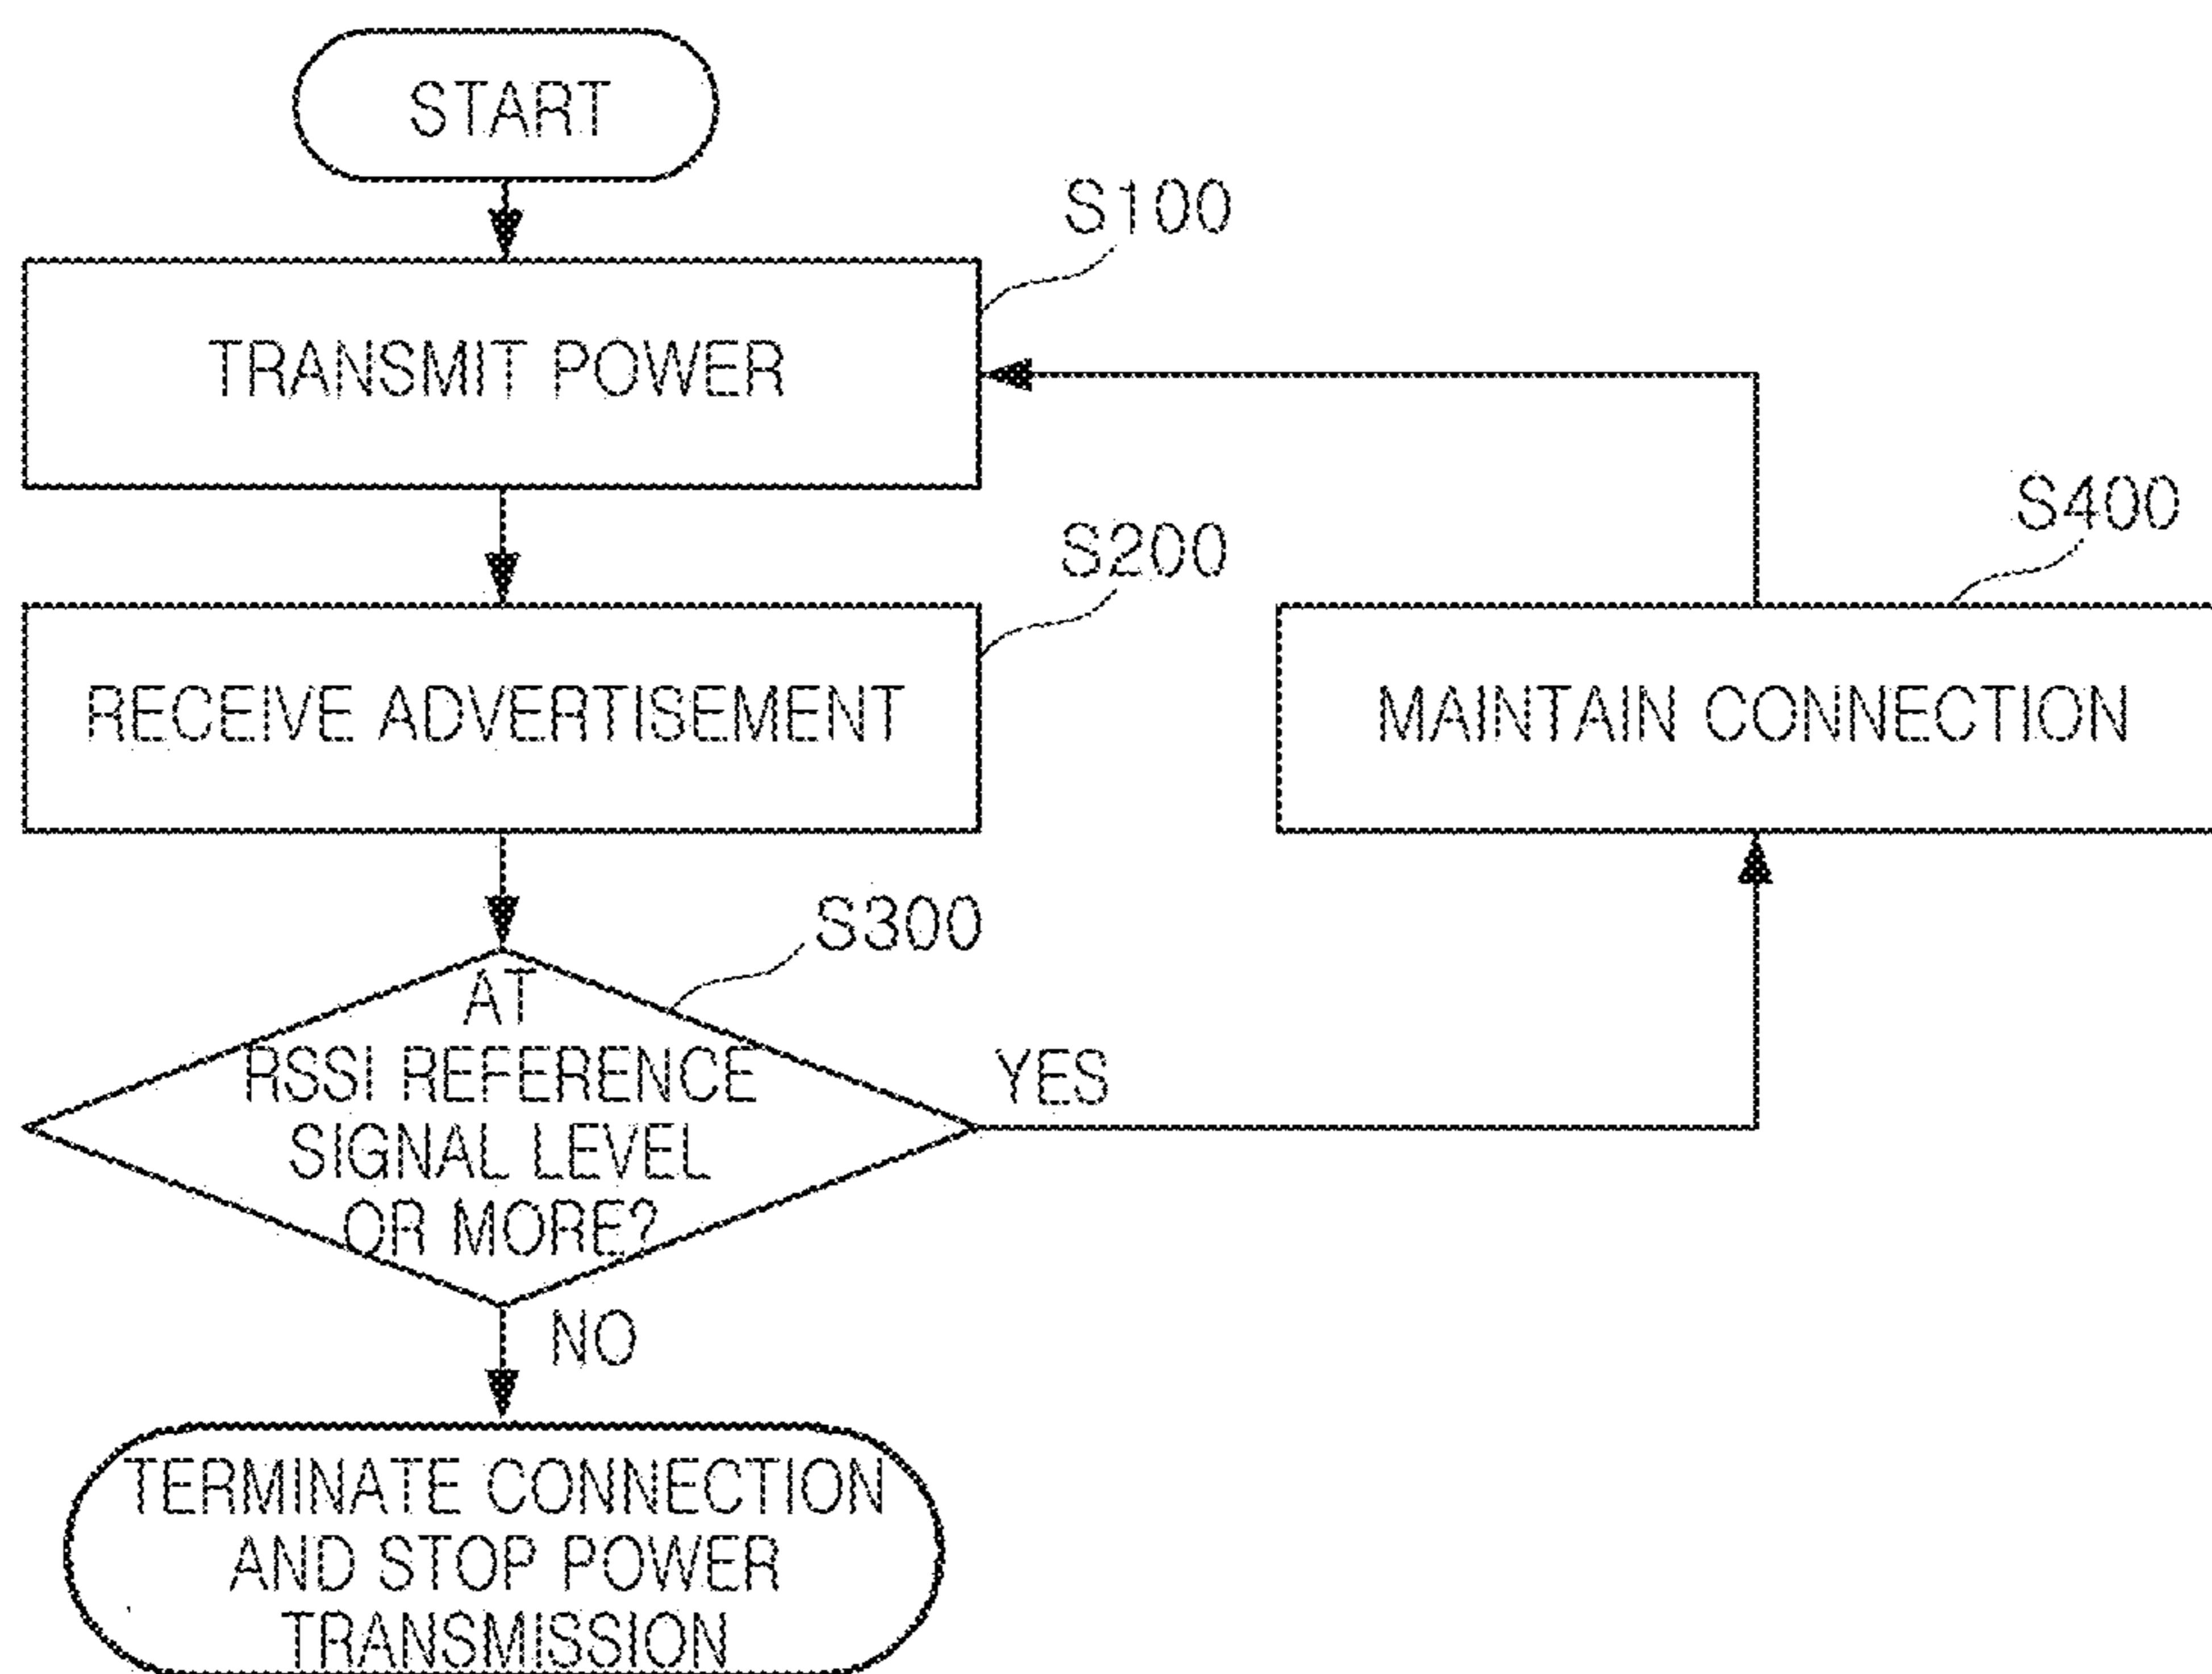 START
S100
TRANSMIT POWER
S200
RECEIVE ADVERTISEMENT
S400
MAINTAIN CONNECTION
S300
AT
RSSI REFERENCE
SIGNAL LEVEL
OR MORE?
YES
NO
TERMINATE CONNECTION
AND STOP POWER
TRANSMISSION